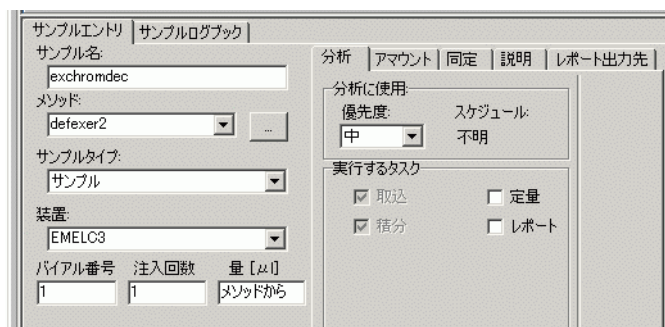 サンプルエントリ サンプルログブック
サンプル名:
exchromdec
メソッド:
defexer2 ...
サンプルタイプ:
サンプル
装置:
EMELC3
バイアル番号 注入回数 量 [μl]
1 1 メソッドから
分析 アマウント 同定 説明 レポート出力先
分析に使用:
優先度: スケジュール:
中 不明
実行するタスク
取込 定量
積分 レポート